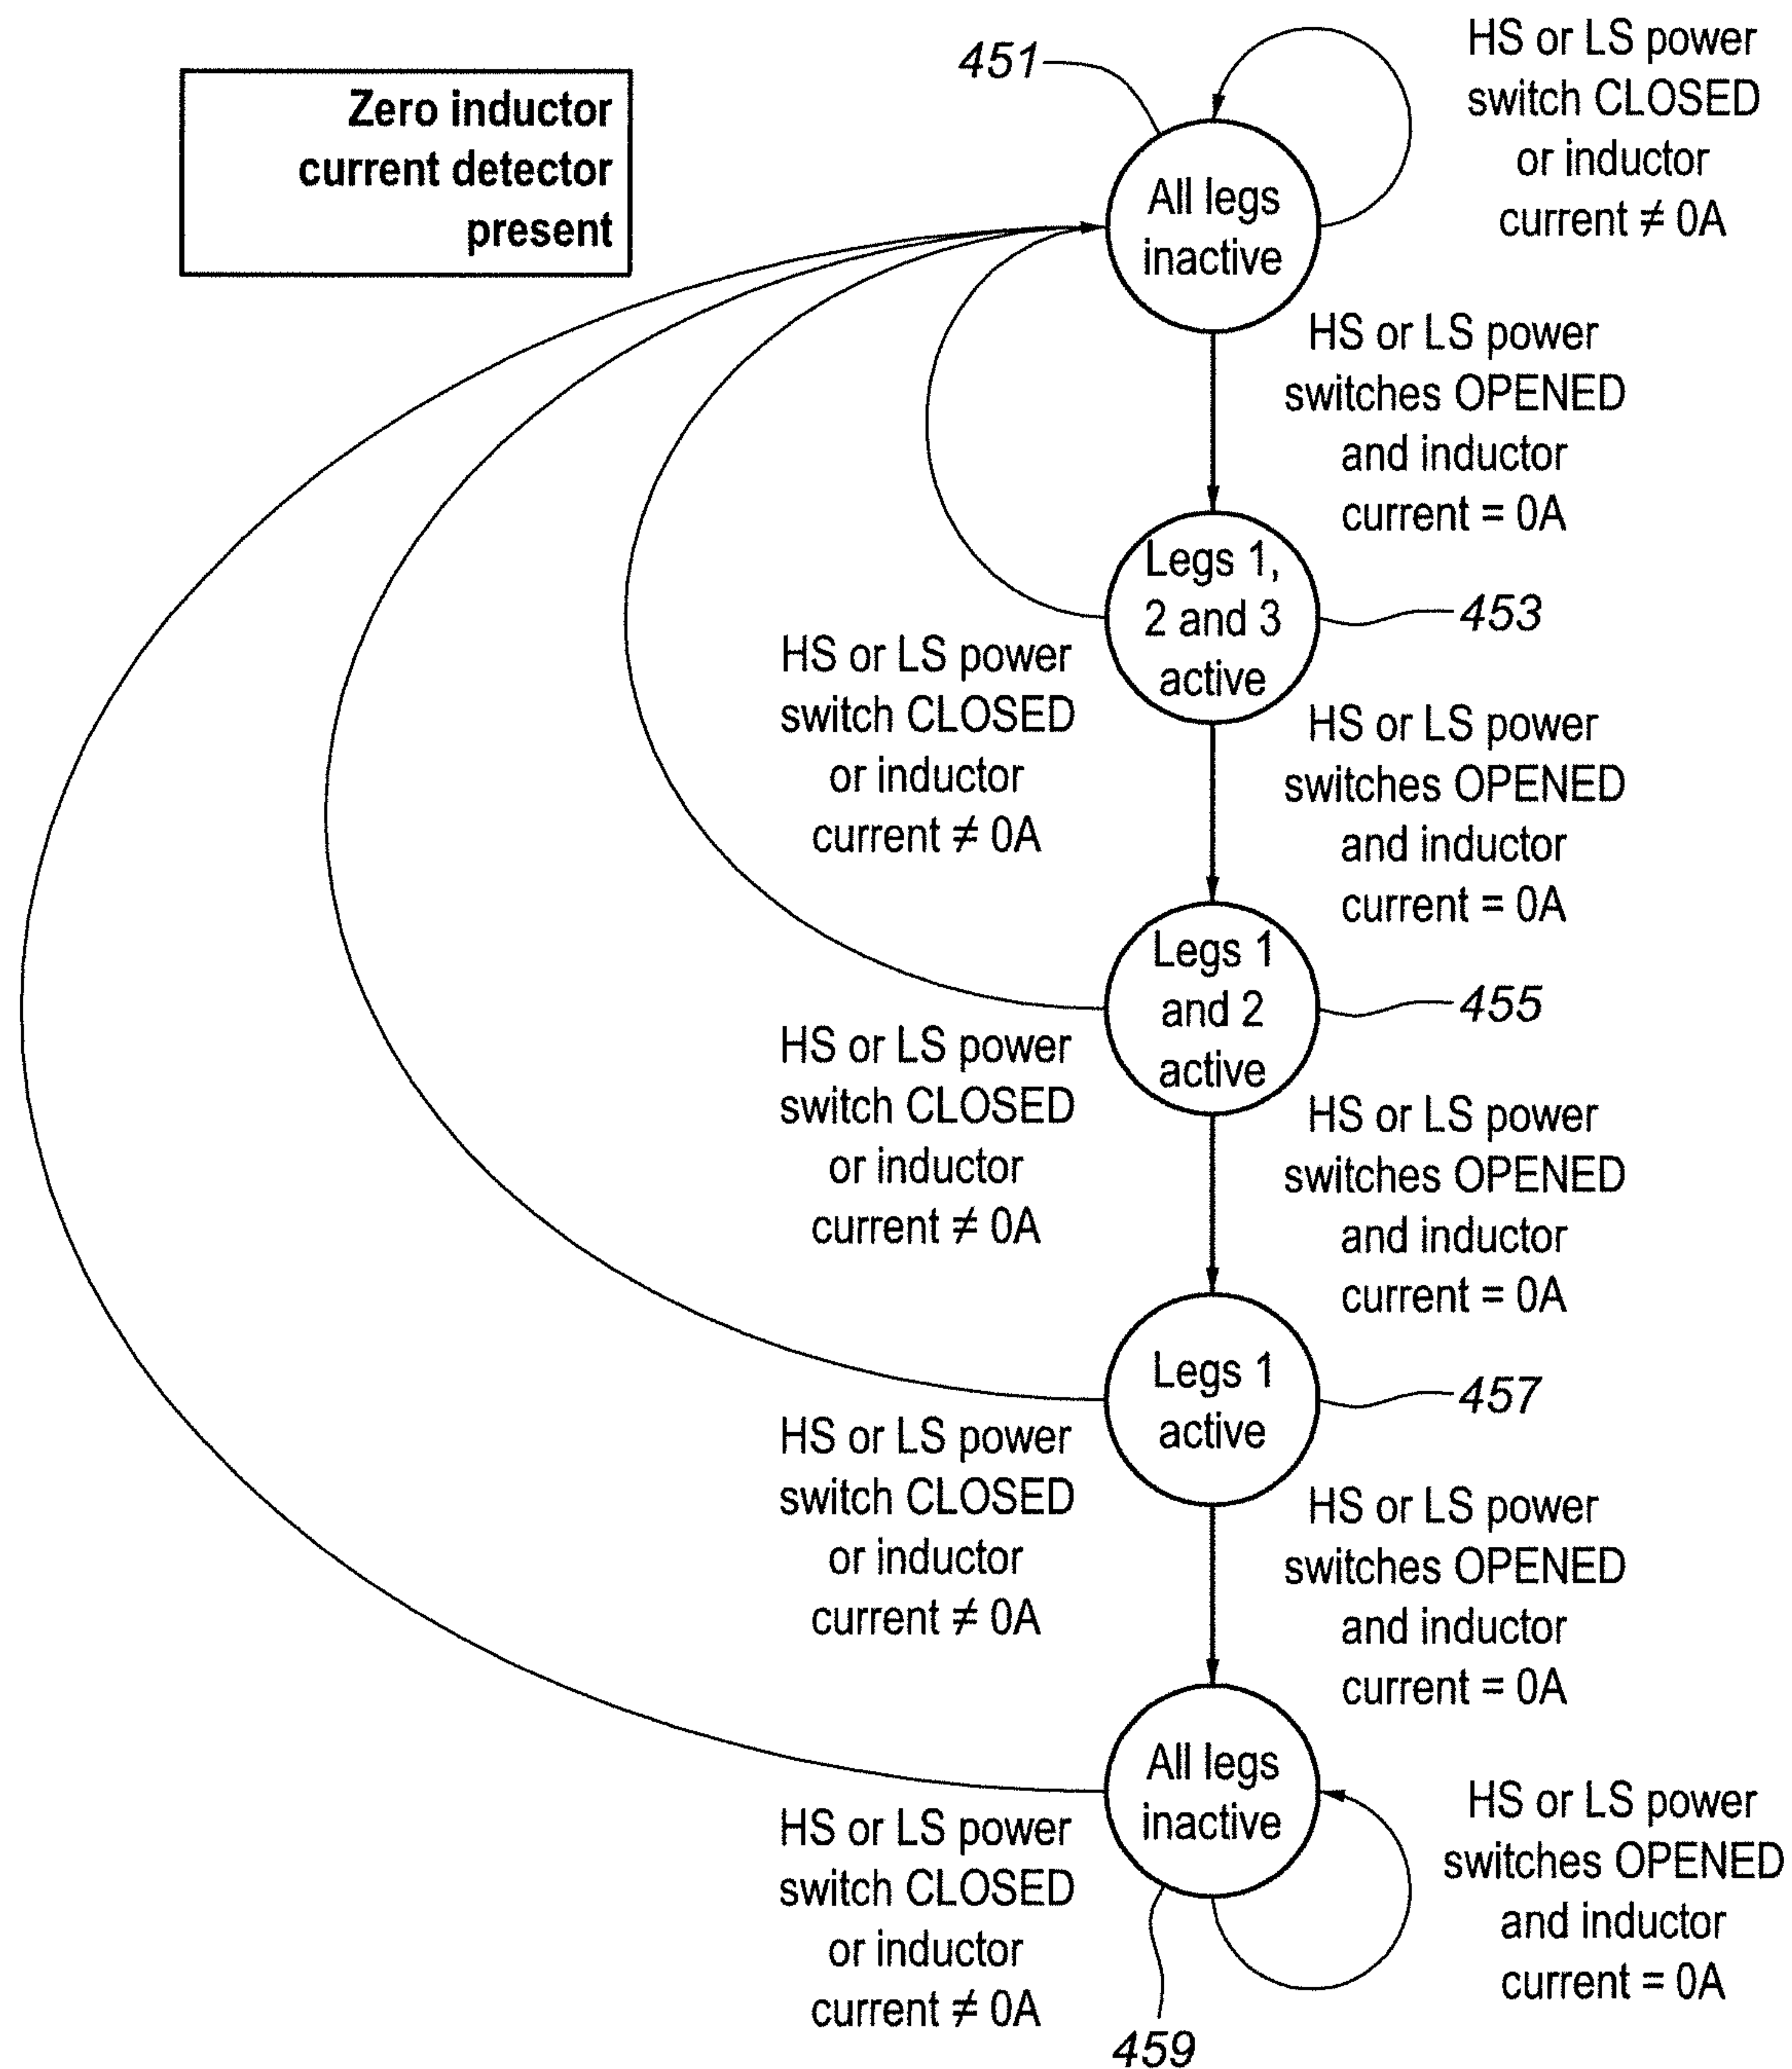 Zero inductor
current detector
present
451
HS or LS power
switch CLOSED
or inductor
current ≠ 0A
All legs
inactive
HS or LS power
switches OPENED
and inductor
current = 0A
Legs 1,
2 and 3
active
453
HS or LS power
switch CLOSED
or inductor
current ≠ 0A
HS or LS power
switches OPENED
and inductor
current = 0A
Legs 1
and 2
active
455
HS or LS power
switch CLOSED
or inductor
current ≠ 0A
HS or LS power
switches OPENED
and inductor
current = 0A
Legs 1
active
457
HS or LS power
switch CLOSED
or inductor
current ≠ 0A
HS or LS power
switches OPENED
and inductor
current = 0A
All legs
inactive
HS or LS power
switch CLOSED
or inductor
current ≠ 0A
HS or LS power
switches OPENED
and inductor
current = 0A
459